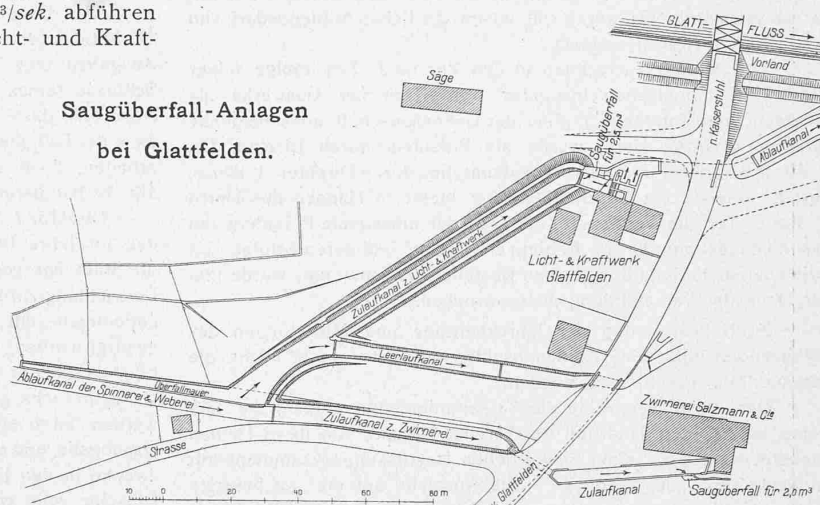 ³/sek. abführen
cht- und Kraft-
Saugüberfall-Anlagen
bei Glattfelden.
Säge
GLATT-
FLUSS
Vorland
Kaiserstuhl
Ablaufkanal
Saugüberfall
für 2,5 m³
Zulaufkanal z. Licht- & Kraftwerk
Licht- & Kraftwerk
Glattfelden
Leerlaufkanal
Überfallmauer
Ablaufkanal der Spinnerei & Weberei
Zulaufkanal z. Zwirnerei
Strasse
Zwirnerei Salzmann & Cie
Glattfelden
Zulaufkanal
Saugüberfall für 2,0 m³
10 0 20 40 60 80 m